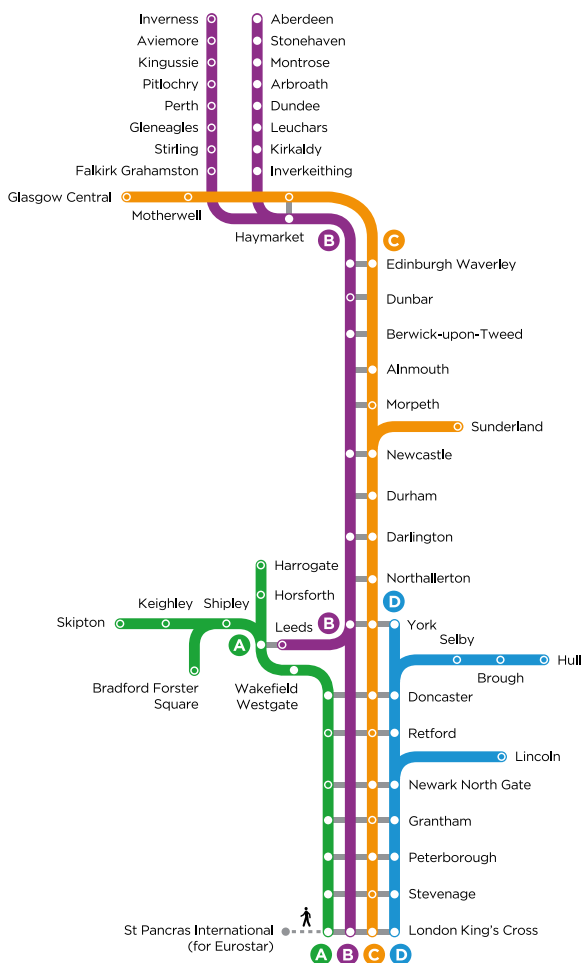 Inverness
Aviemore
Kingussie
Pitlochry
Perth
Gleneagles
Stirling
Falkirk Grahamston
Aberdeen
Stonehaven
Montrose
Arbroath
Dundee
Leuchars
Kirkaldy
Inverkeithing
Glasgow Central
Motherwell
Haymarket
B
C
Edinburgh Waverley
Dunbar
Berwick-upon-Tweed
Alnmouth
Morpeth
Sunderland
Newcastle
Durham
Darlington
Northallerton
Harrogate
Horsforth
Leeds
Skipton
Keighley
Shipley
A
B
D
York
Selby
Brough
Hull
Bradford Forster
Square
Wakefield
Westgate
Doncaster
Retford
Lincoln
Newark North Gate
Grantham
Peterborough
Stevenage
St Pancras International
(for Eurostar)
London King's Cross
A
B
C
D